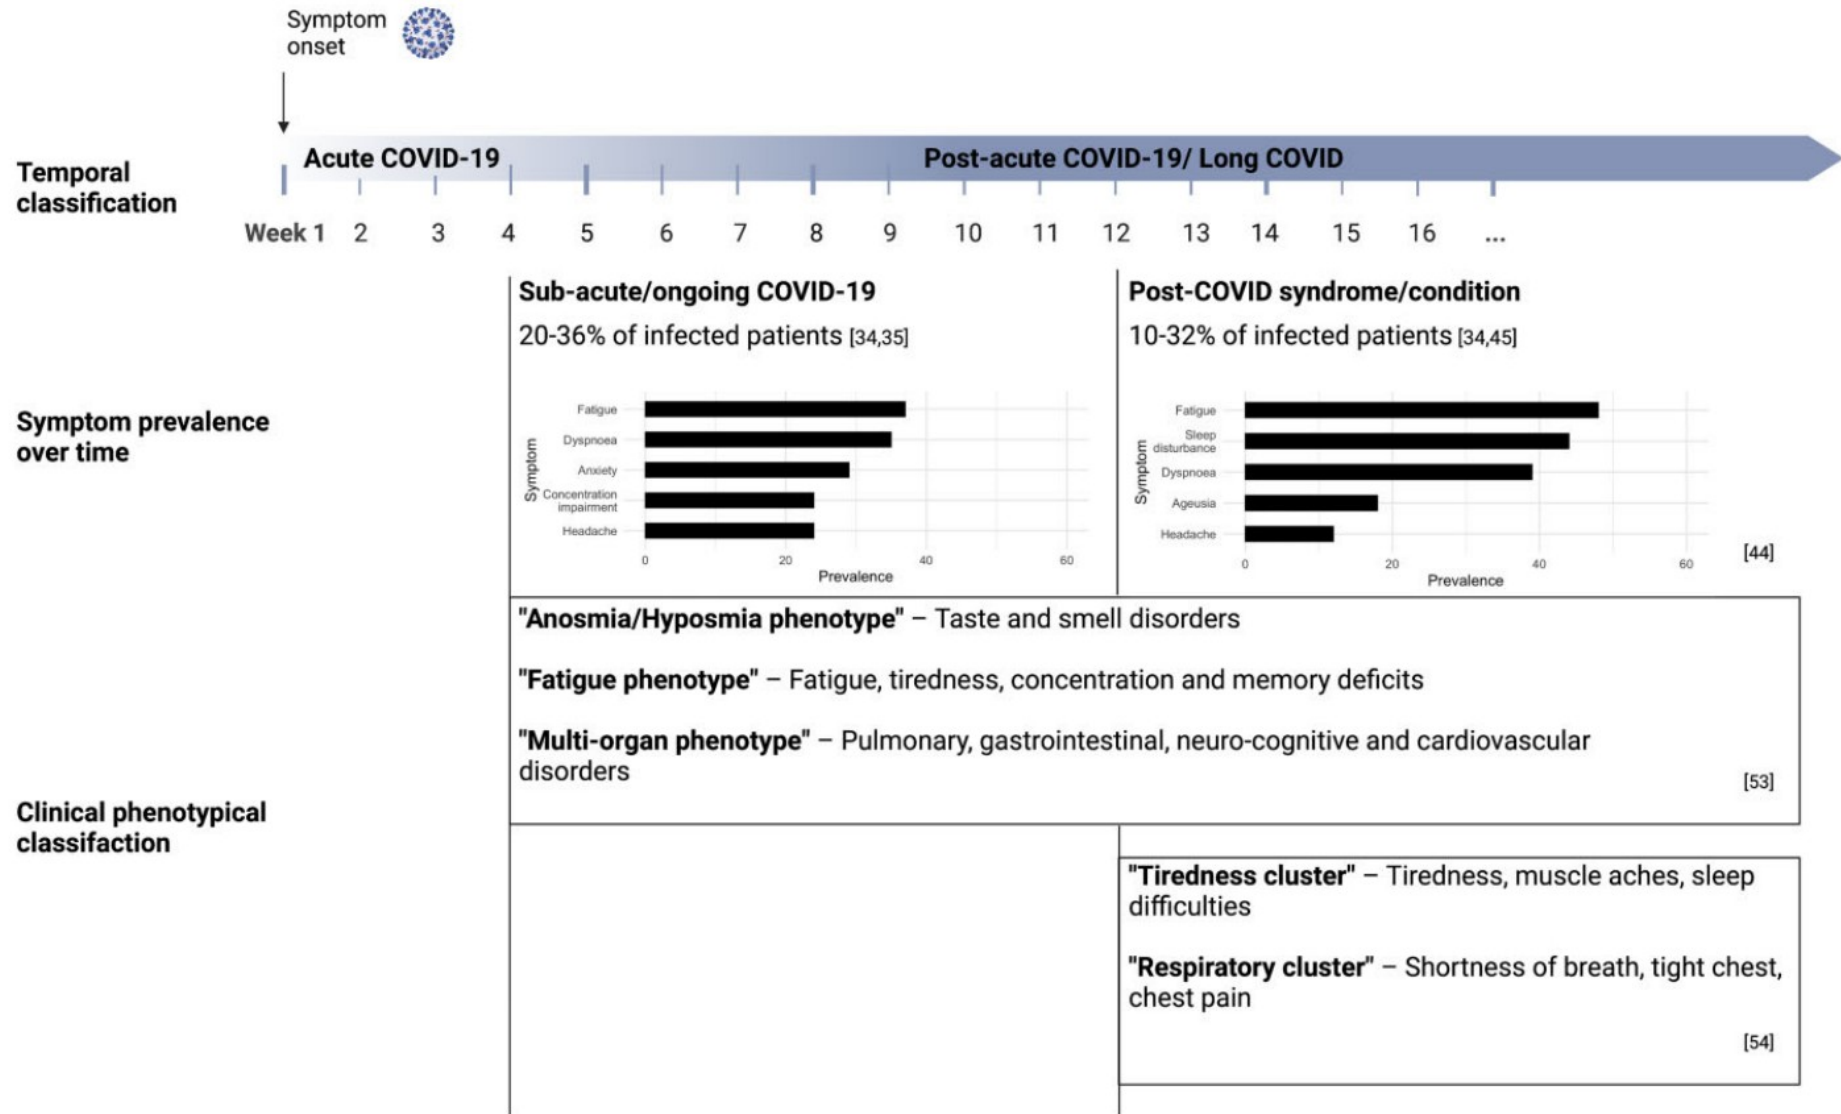 Symptom
onset
Temporal
classification
Acute COVID-19
Post-acute COVID-19/ Long COVID
Week 1 2 3 4 5 6 7 8 9 10 11 12 13 14 15 16 ...
Sub-acute/ongoing COVID-19
20-36% of infected patients [34,35]
Post-COVID syndrome/condition
10-32% of infected patients [34,45]
Symptom prevalence
over time
Symptom
Fatigue
Dyspnoea
Anxiety
Concentration
impairment
Headache
0 20 40 60
Prevalence
Symptom
Fatigue
Sleep
disturbance
Dyspnoea
Ageusia
Headache
0 20 40 60
Prevalence
[44]
Clinical phenotypical
classifaction
"Anosmia/Hyposmia phenotype" – Taste and smell disorders
"Fatigue phenotype" – Fatigue, tiredness, concentration and memory deficits
"Multi-organ phenotype" – Pulmonary, gastrointestinal, neuro-cognitive and cardiovascular
disorders
[53]
"Tiredness cluster" – Tiredness, muscle aches, sleep
difficulties
"Respiratory cluster" – Shortness of breath, tight chest,
chest pain
[54]